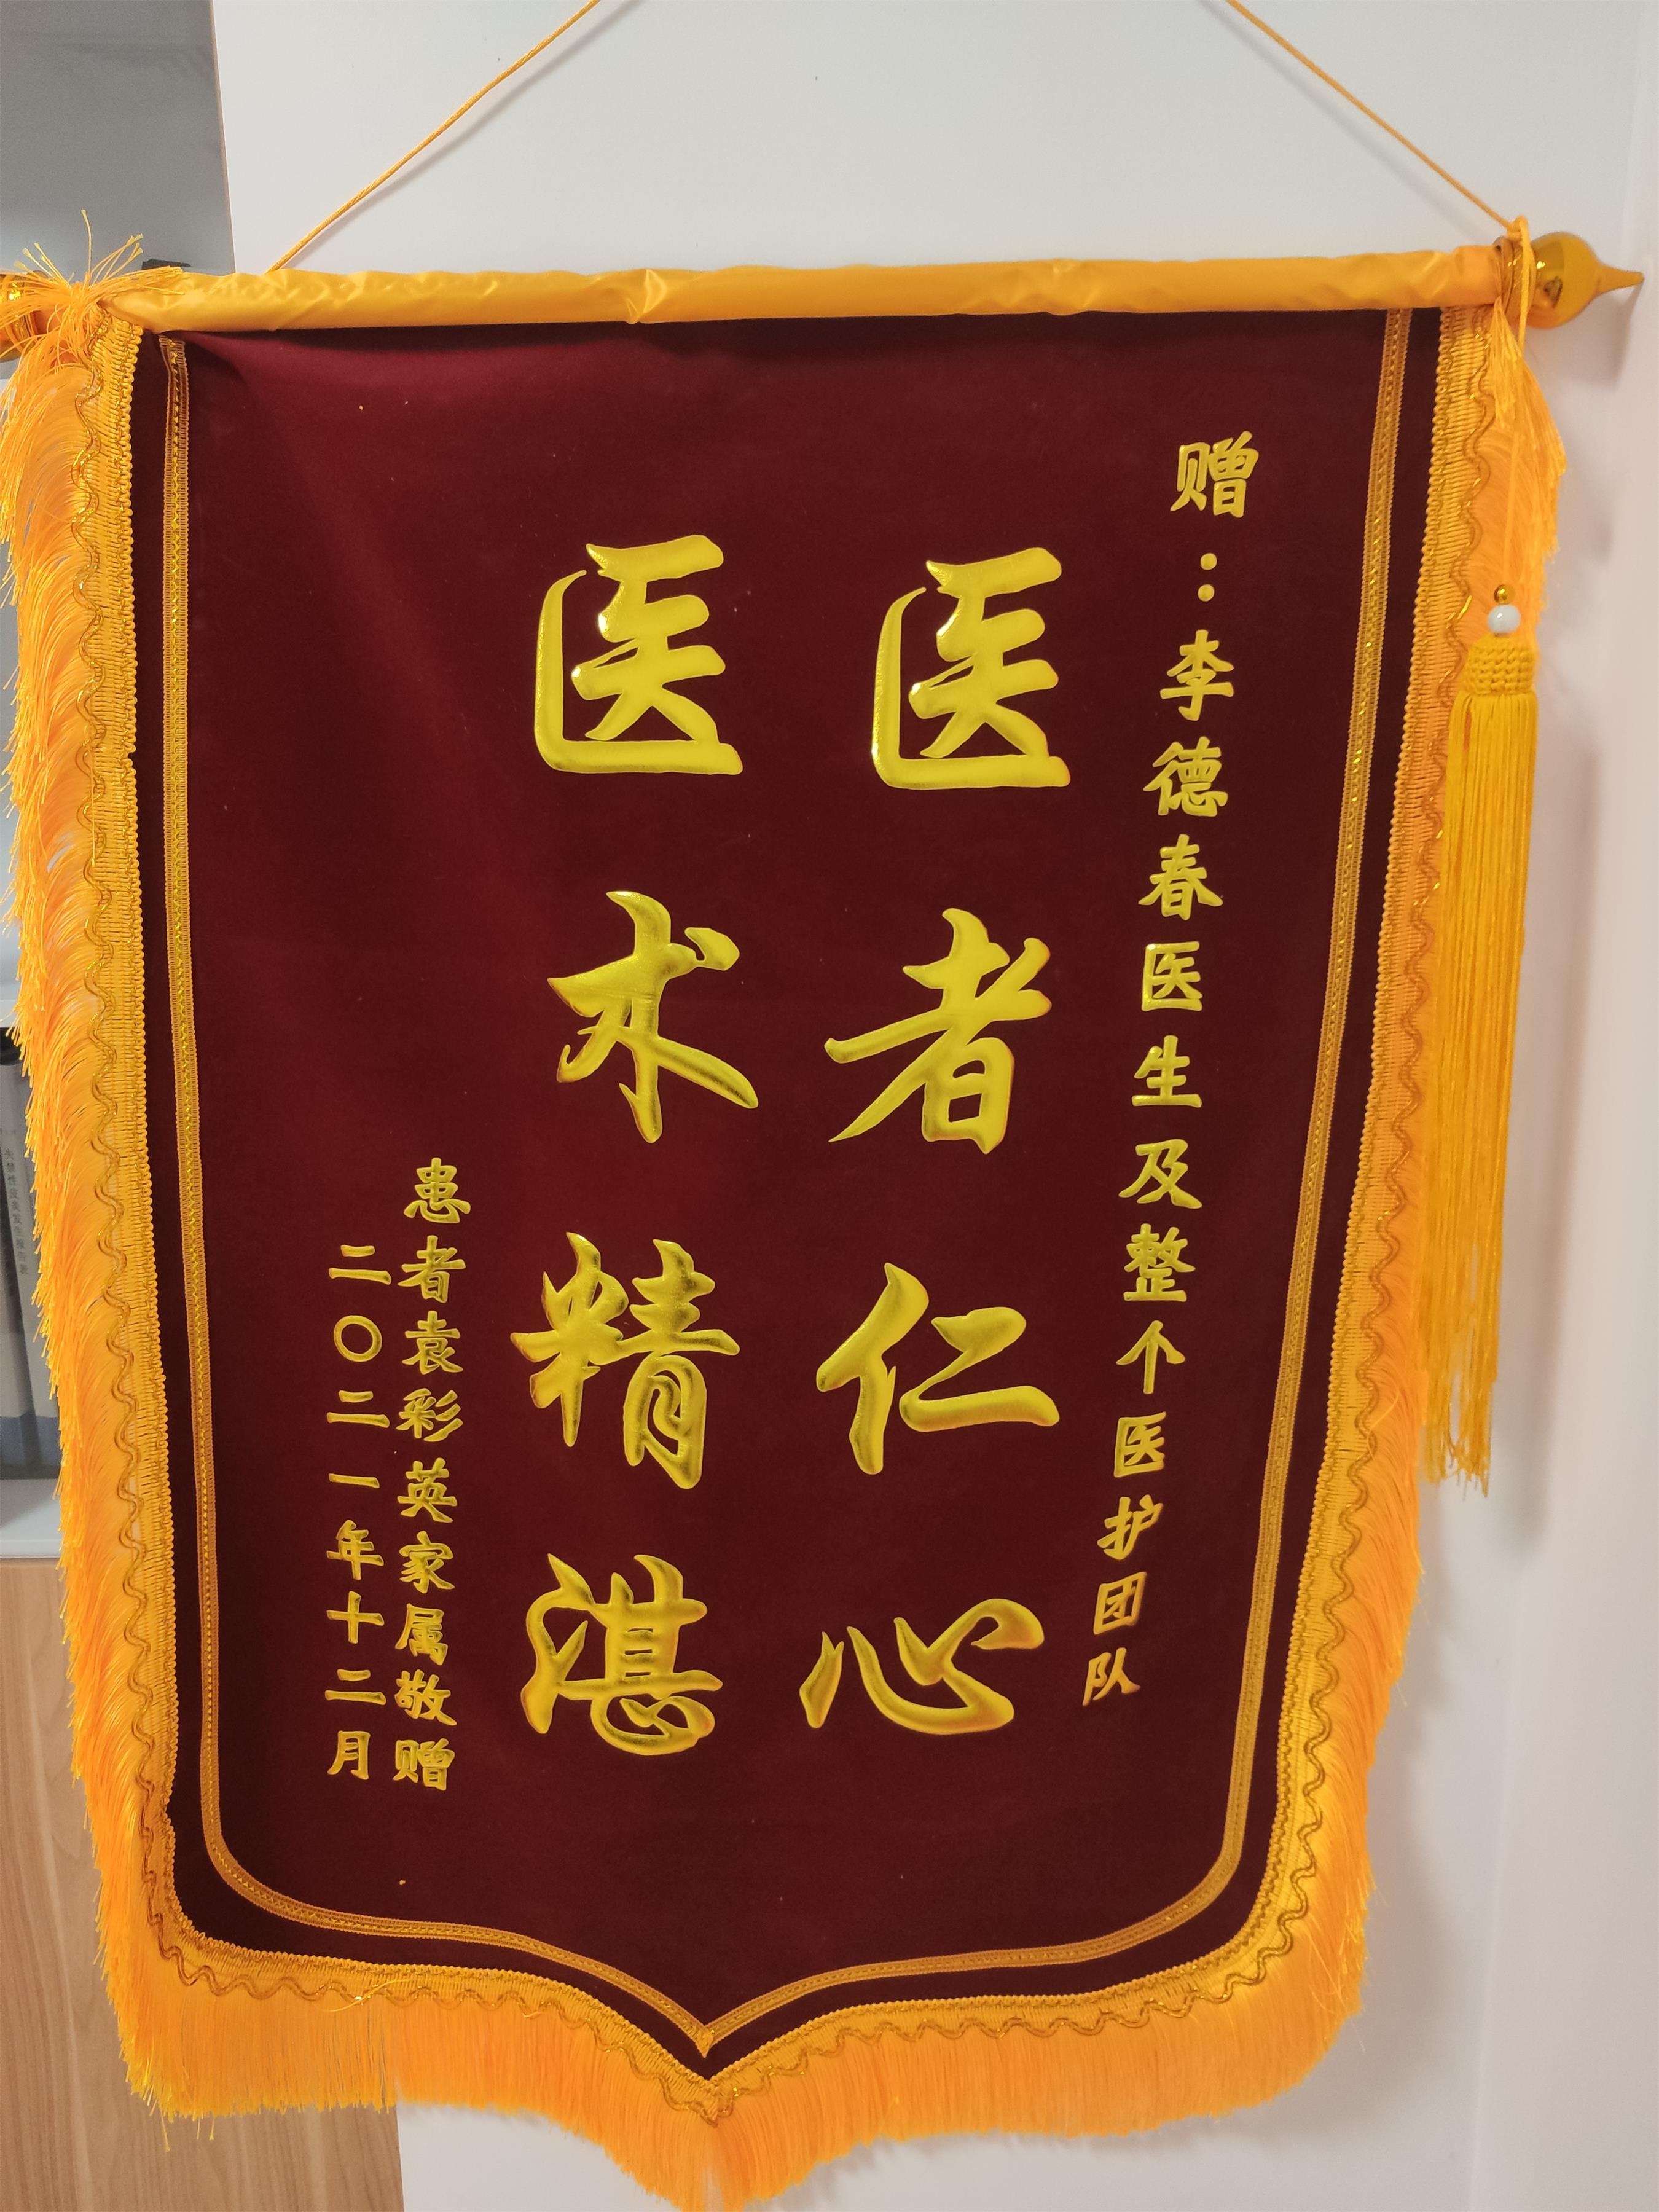 赠：李德春医生及整个医护团队
医者仁心
医术精湛
患者袁彩英家属敬赠
二〇二一年十二月